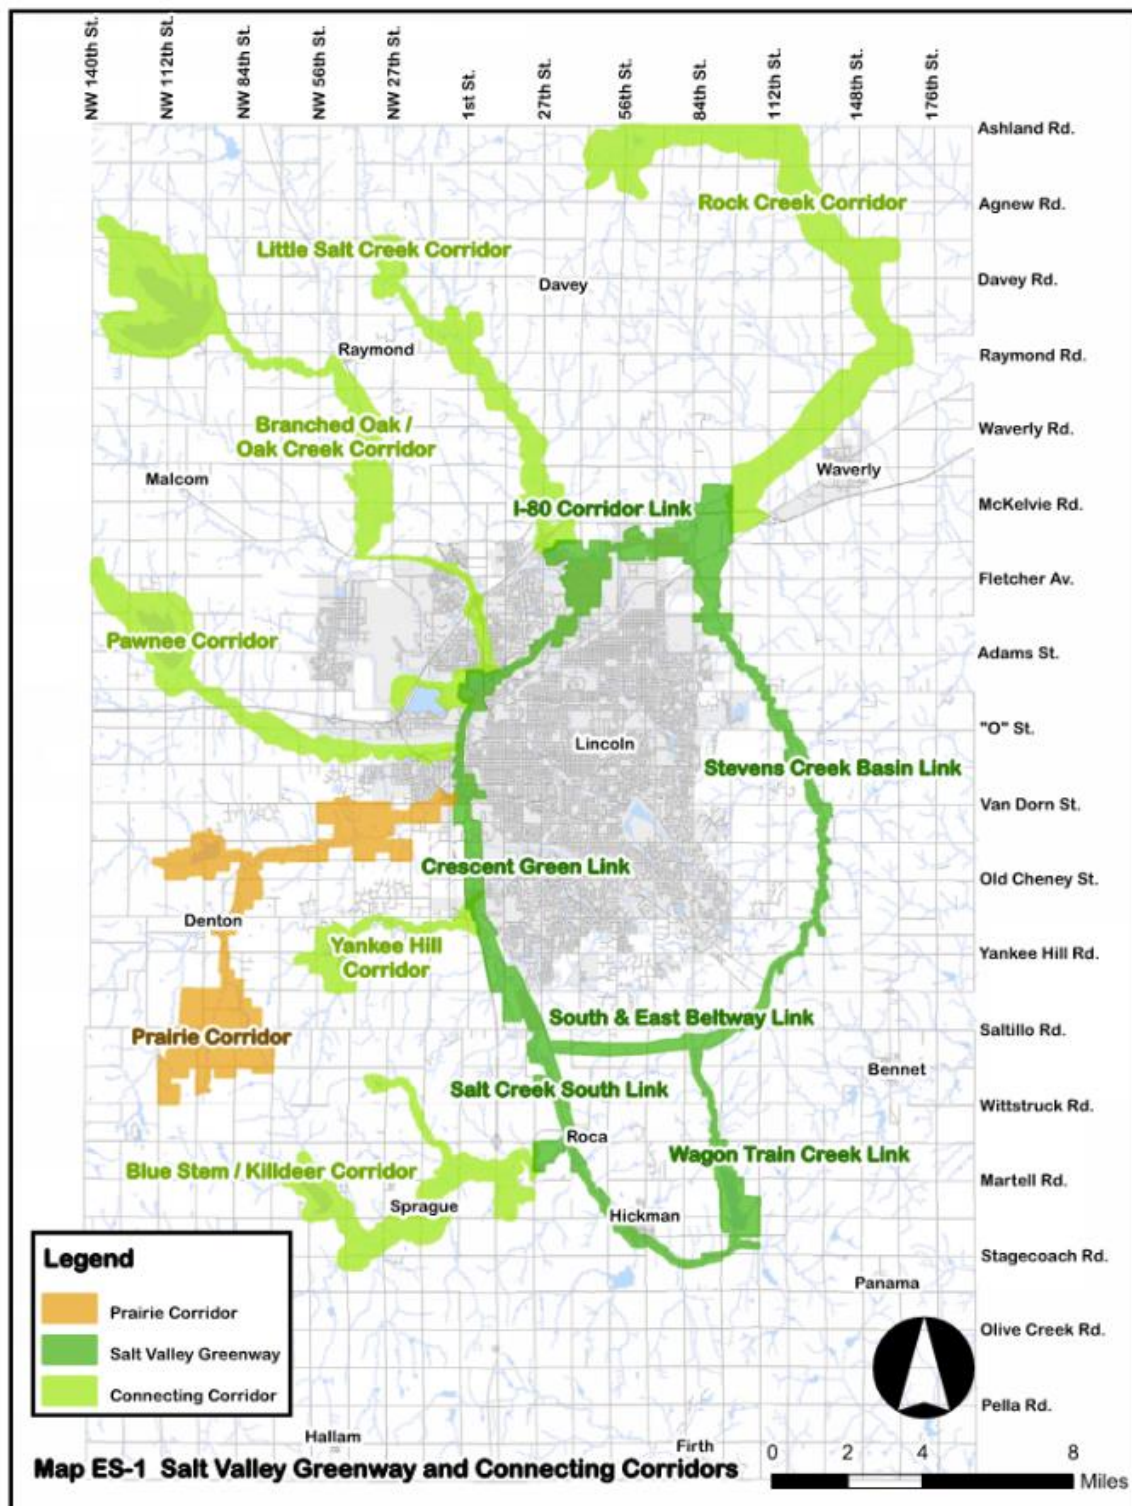 NW 140th St.
NW 112th St.
NW 84th St.
NW 56th St.
NW 27th St.
1st St.
27th St.
56th St.
84th St.
112th St.
148th St.
176th St.
Ashland Rd.
Rock Creek Corridor
Agnew Rd.
Little Salt Creek Corridor
Davey
Davey Rd.
Raymond
Raymond Rd.
Branched Oak /
Oak Creek Corridor
Waverly Rd.
Malcom
Waverly
I-80 Corridor Link
McKelvie Rd.
Fletcher Av.
Pawnee Corridor
Adams St.
"O" St.
Lincoln
Stevens Creek Basin Link
Van Dorn St.
Crescent Green Link
Old Cheney St.
Denton
Yankee Hill
Corridor
Yankee Hill Rd.
South & East Beltway Link
Prairie Corridor
Saltillo Rd.
Bennet
Salt Creek South Link
Wittstruck Rd.
Roca
Wagon Train Creek Link
Blue Stem / Killdeer Corridor
Martell Rd.
Sprague
Hickman
Stagecoach Rd.
Legend
Panama
Prairie Corridor
Olive Creek Rd.
Salt Valley Greenway
Connecting Corridor
Pella Rd.
Hallam
Firth
Map ES-1 Salt Valley Greenway and Connecting Corridors
0 2 4 8
Miles